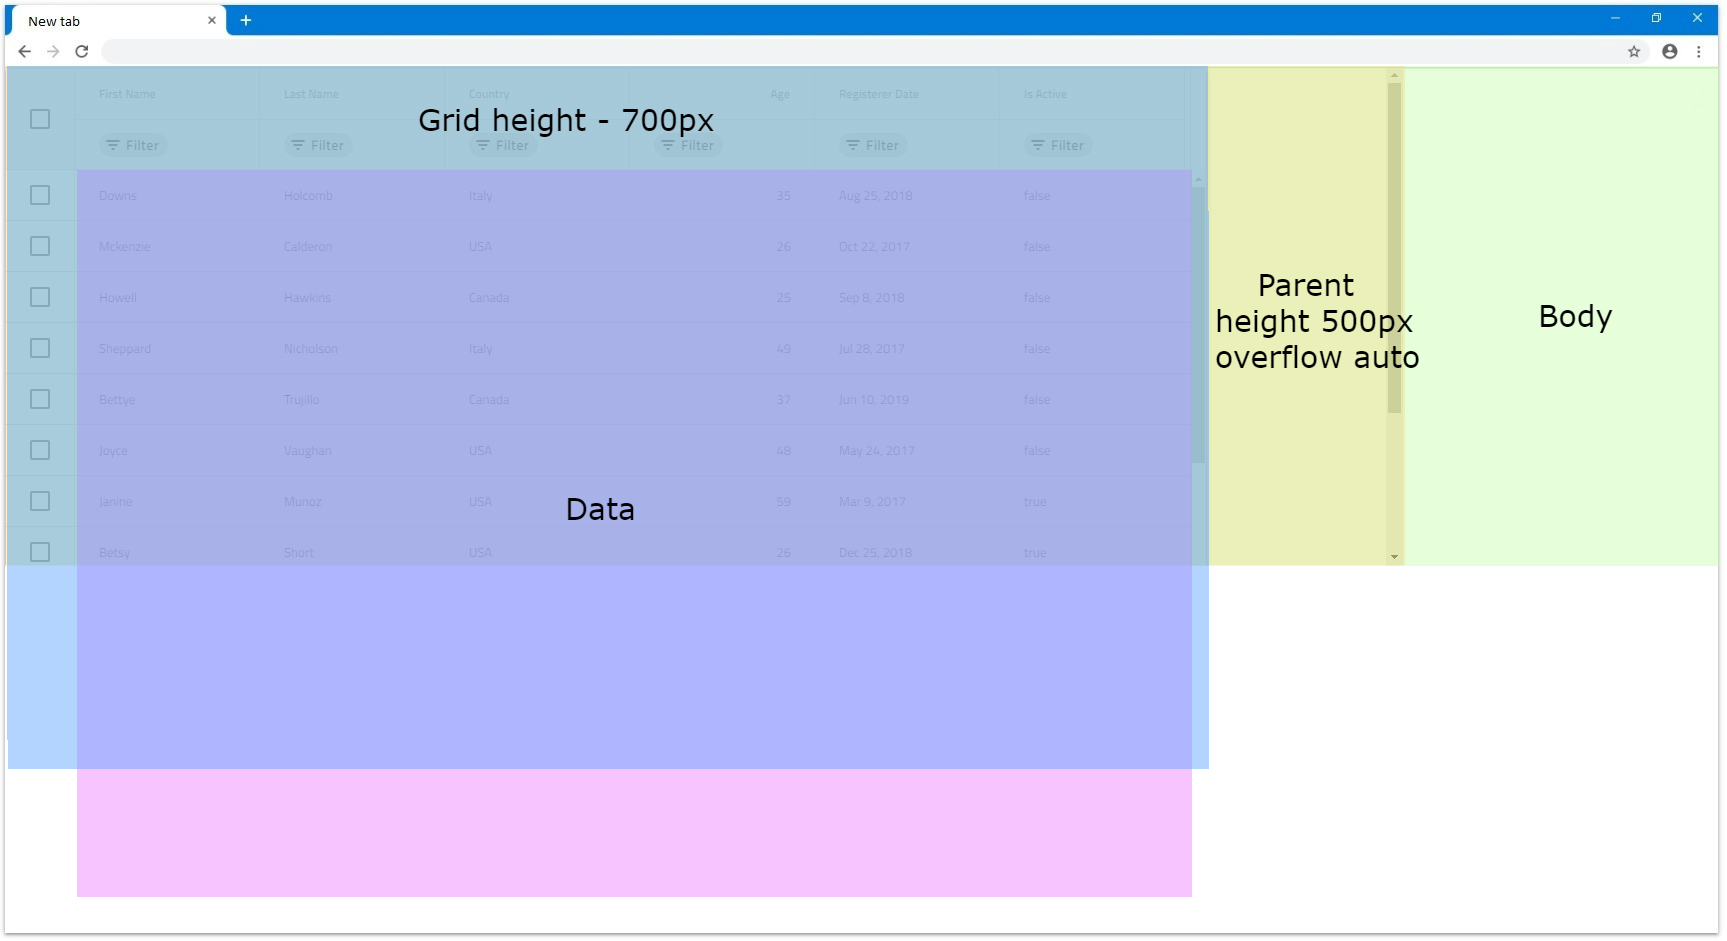 New tab
First Name Last Name Country Age Registerer Date Is Active
Grid height - 700px
Filter Filter Filter Filter Filter Filter
Downs Holcomb Italy 35 Aug 25, 2018 false
Mckenzie Calderon USA 26 Oct 22, 2017 false
Howell Hawkins Canada 25 Sep 8, 2018 false
Parent
height 500px
overflow auto
Body
Sheppard Nicholson Italy 49 Jul 28, 2017 false
Bettye Trujillo Canada 37 Jun 10, 2019 false
Joyce Vaughan USA 48 May 24, 2017 false
Janine Munoz USA 59 Mar 9, 2017 true
Data
Betsy Short USA 26 Dec 25, 2018 true